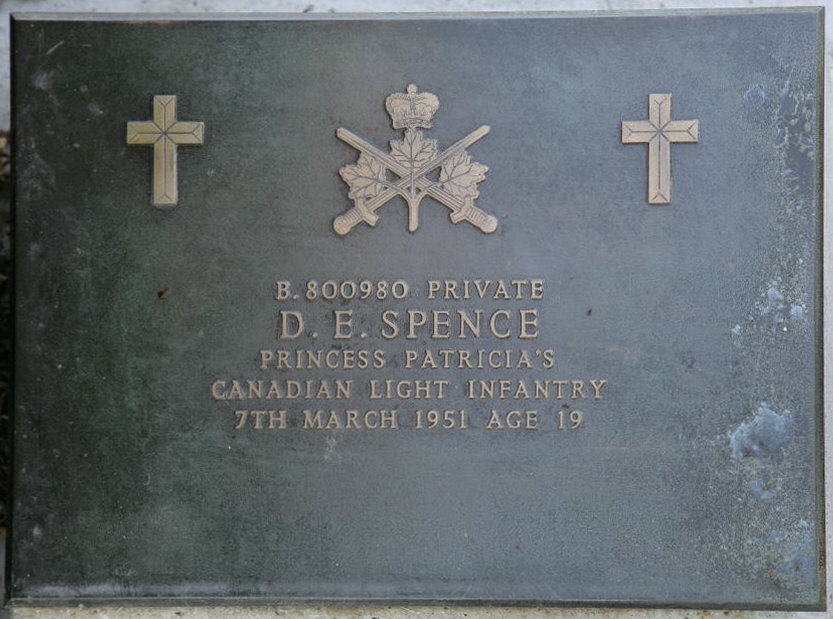 B.800980 PRIVATE
D. E. SPENCE
PRINCESS PATRICIA'S
CANADIAN LIGHT INFANTRY
7TH MARCH 1951 AGE 19